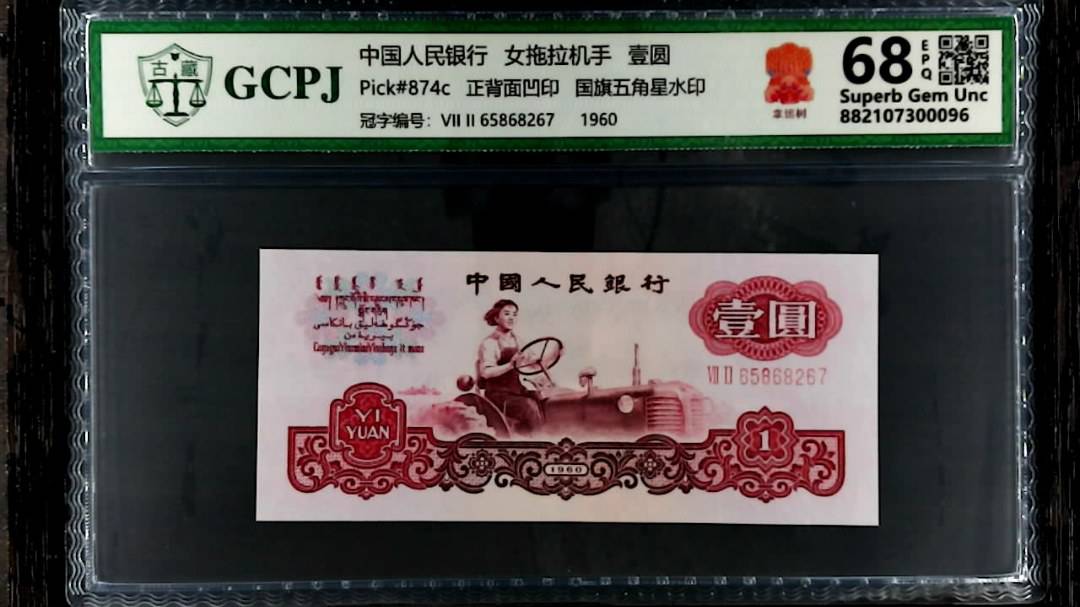 古藏
GCPJ
中国人民银行 女拖拉机手 壹圆
Pick#874c 正背面凹印 国旗五角星水印
冠字编号: VII II 65868267 1960
68 EPQ
Superb Gem Unc
882107300096
中國人民銀行
壹圓
VII II 65868267
YI
YUAN
1
1960